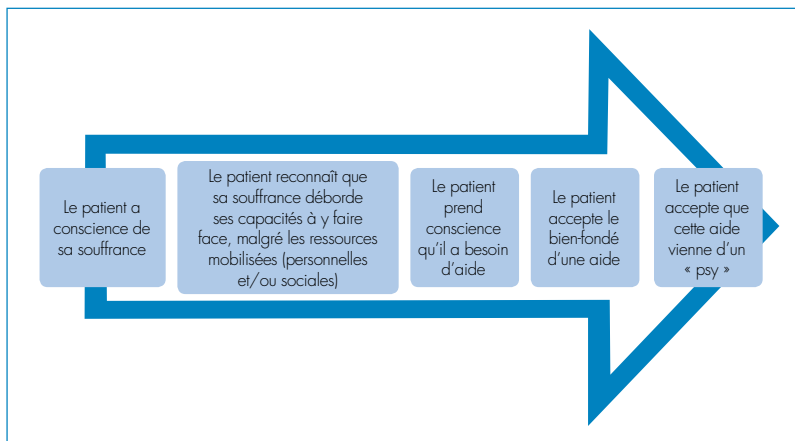 Le patient a
conscience de
sa souffrance
Le patient reconnaît que
sa souffrance déborde
ses capacités à y faire
face, malgré les ressources
mobilisées (personnelles
et/ou sociales)
Le patient
prend
conscience
qu'il a besoin
d'aide
Le patient
accepte le
bien-fondé
d'une aide
Le patient
accepte que
cette aide
vienne d'un
« psy »